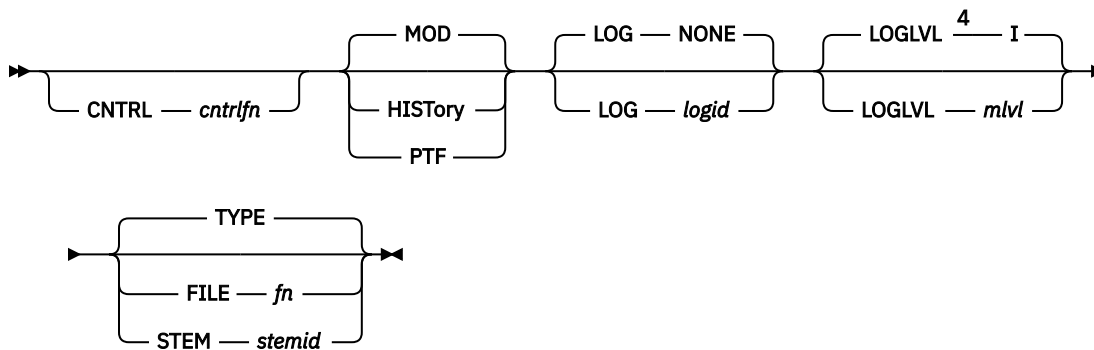 4
MOD LOG NONE LOGLVL I
CNTRL cntrlfn HISTory LOG logid LOGLVL mlvl
PTF
TYPE
FILE fn
STEM stemid